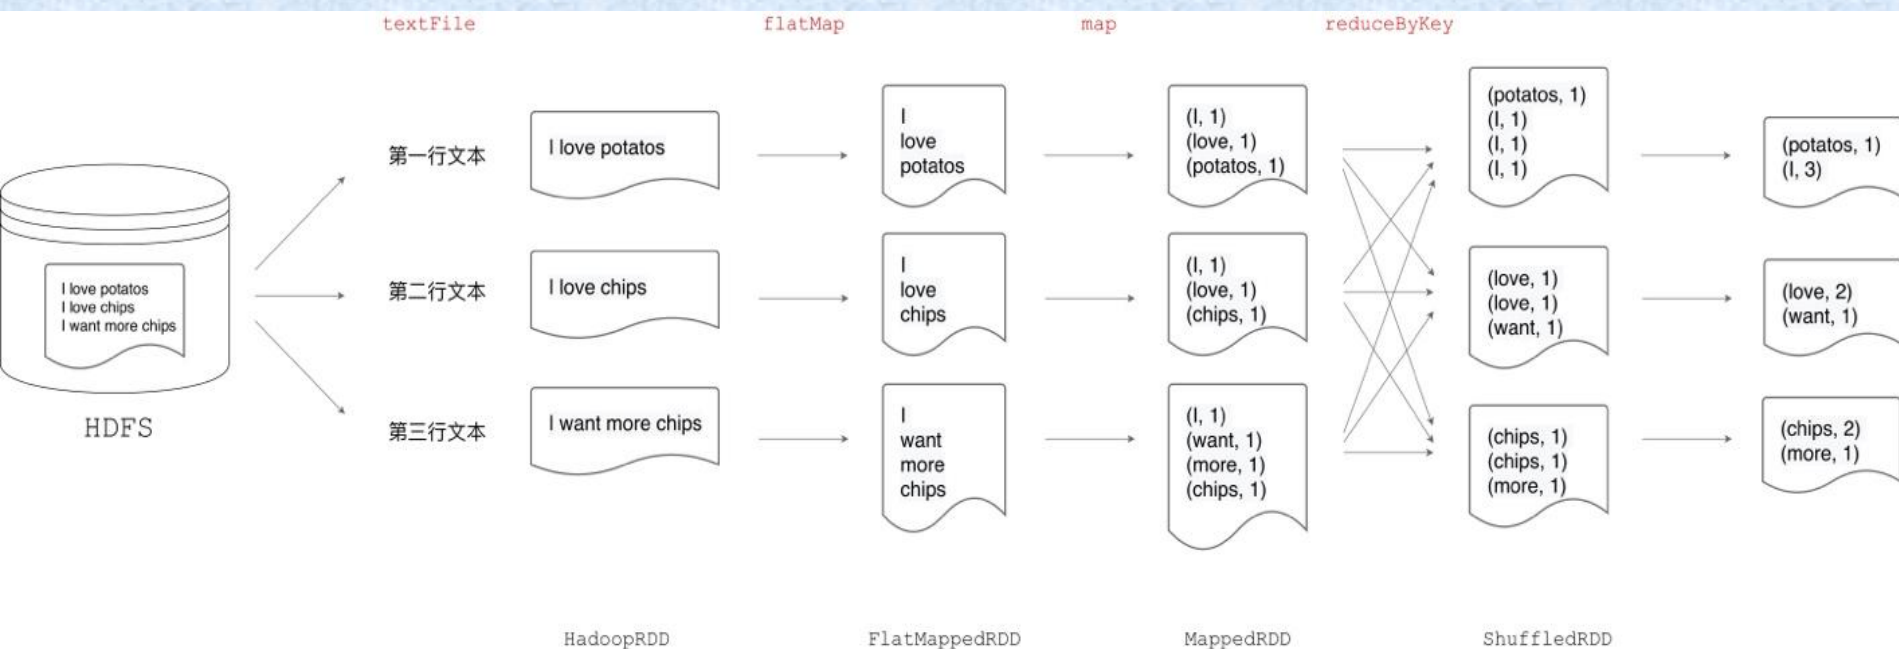 textFile
flatMap
map
reduceByKey
I love potatos
I love chips
I want more chips
HDFS
第一行文本
第二行文本
第三行文本
I love potatos
I love chips
I want more chips
I
love
potatos
I
love
chips
I
want
more
chips
(I, 1)
(love, 1)
(potatos, 1)
(I, 1)
(love, 1)
(chips, 1)
(I, 1)
(want, 1)
(more, 1)
(chips, 1)
(potatos, 1)
(I, 1)
(I, 1)
(I, 1)
(love, 1)
(love, 1)
(want, 1)
(chips, 1)
(chips, 1)
(more, 1)
(potatos, 1)
(I, 3)
(love, 2)
(want, 1)
(chips, 2)
(more, 1)
HadoopRDD
FlatMappedRDD
MappedRDD
ShuffledRDD